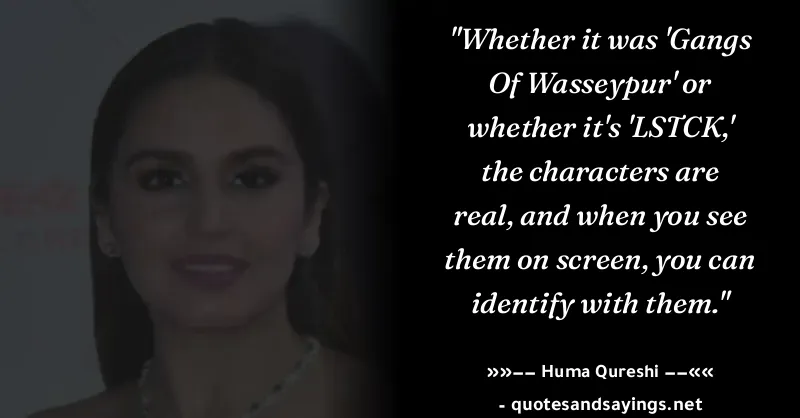 "Whether it was 'Gangs
Of Wasseypur' or
whether it's 'LSTCK,'
the characters are
real, and when you see
them on screen, you can
identify with them."
»»−− Huma Qureshi −−««
- quotesandsayings.net